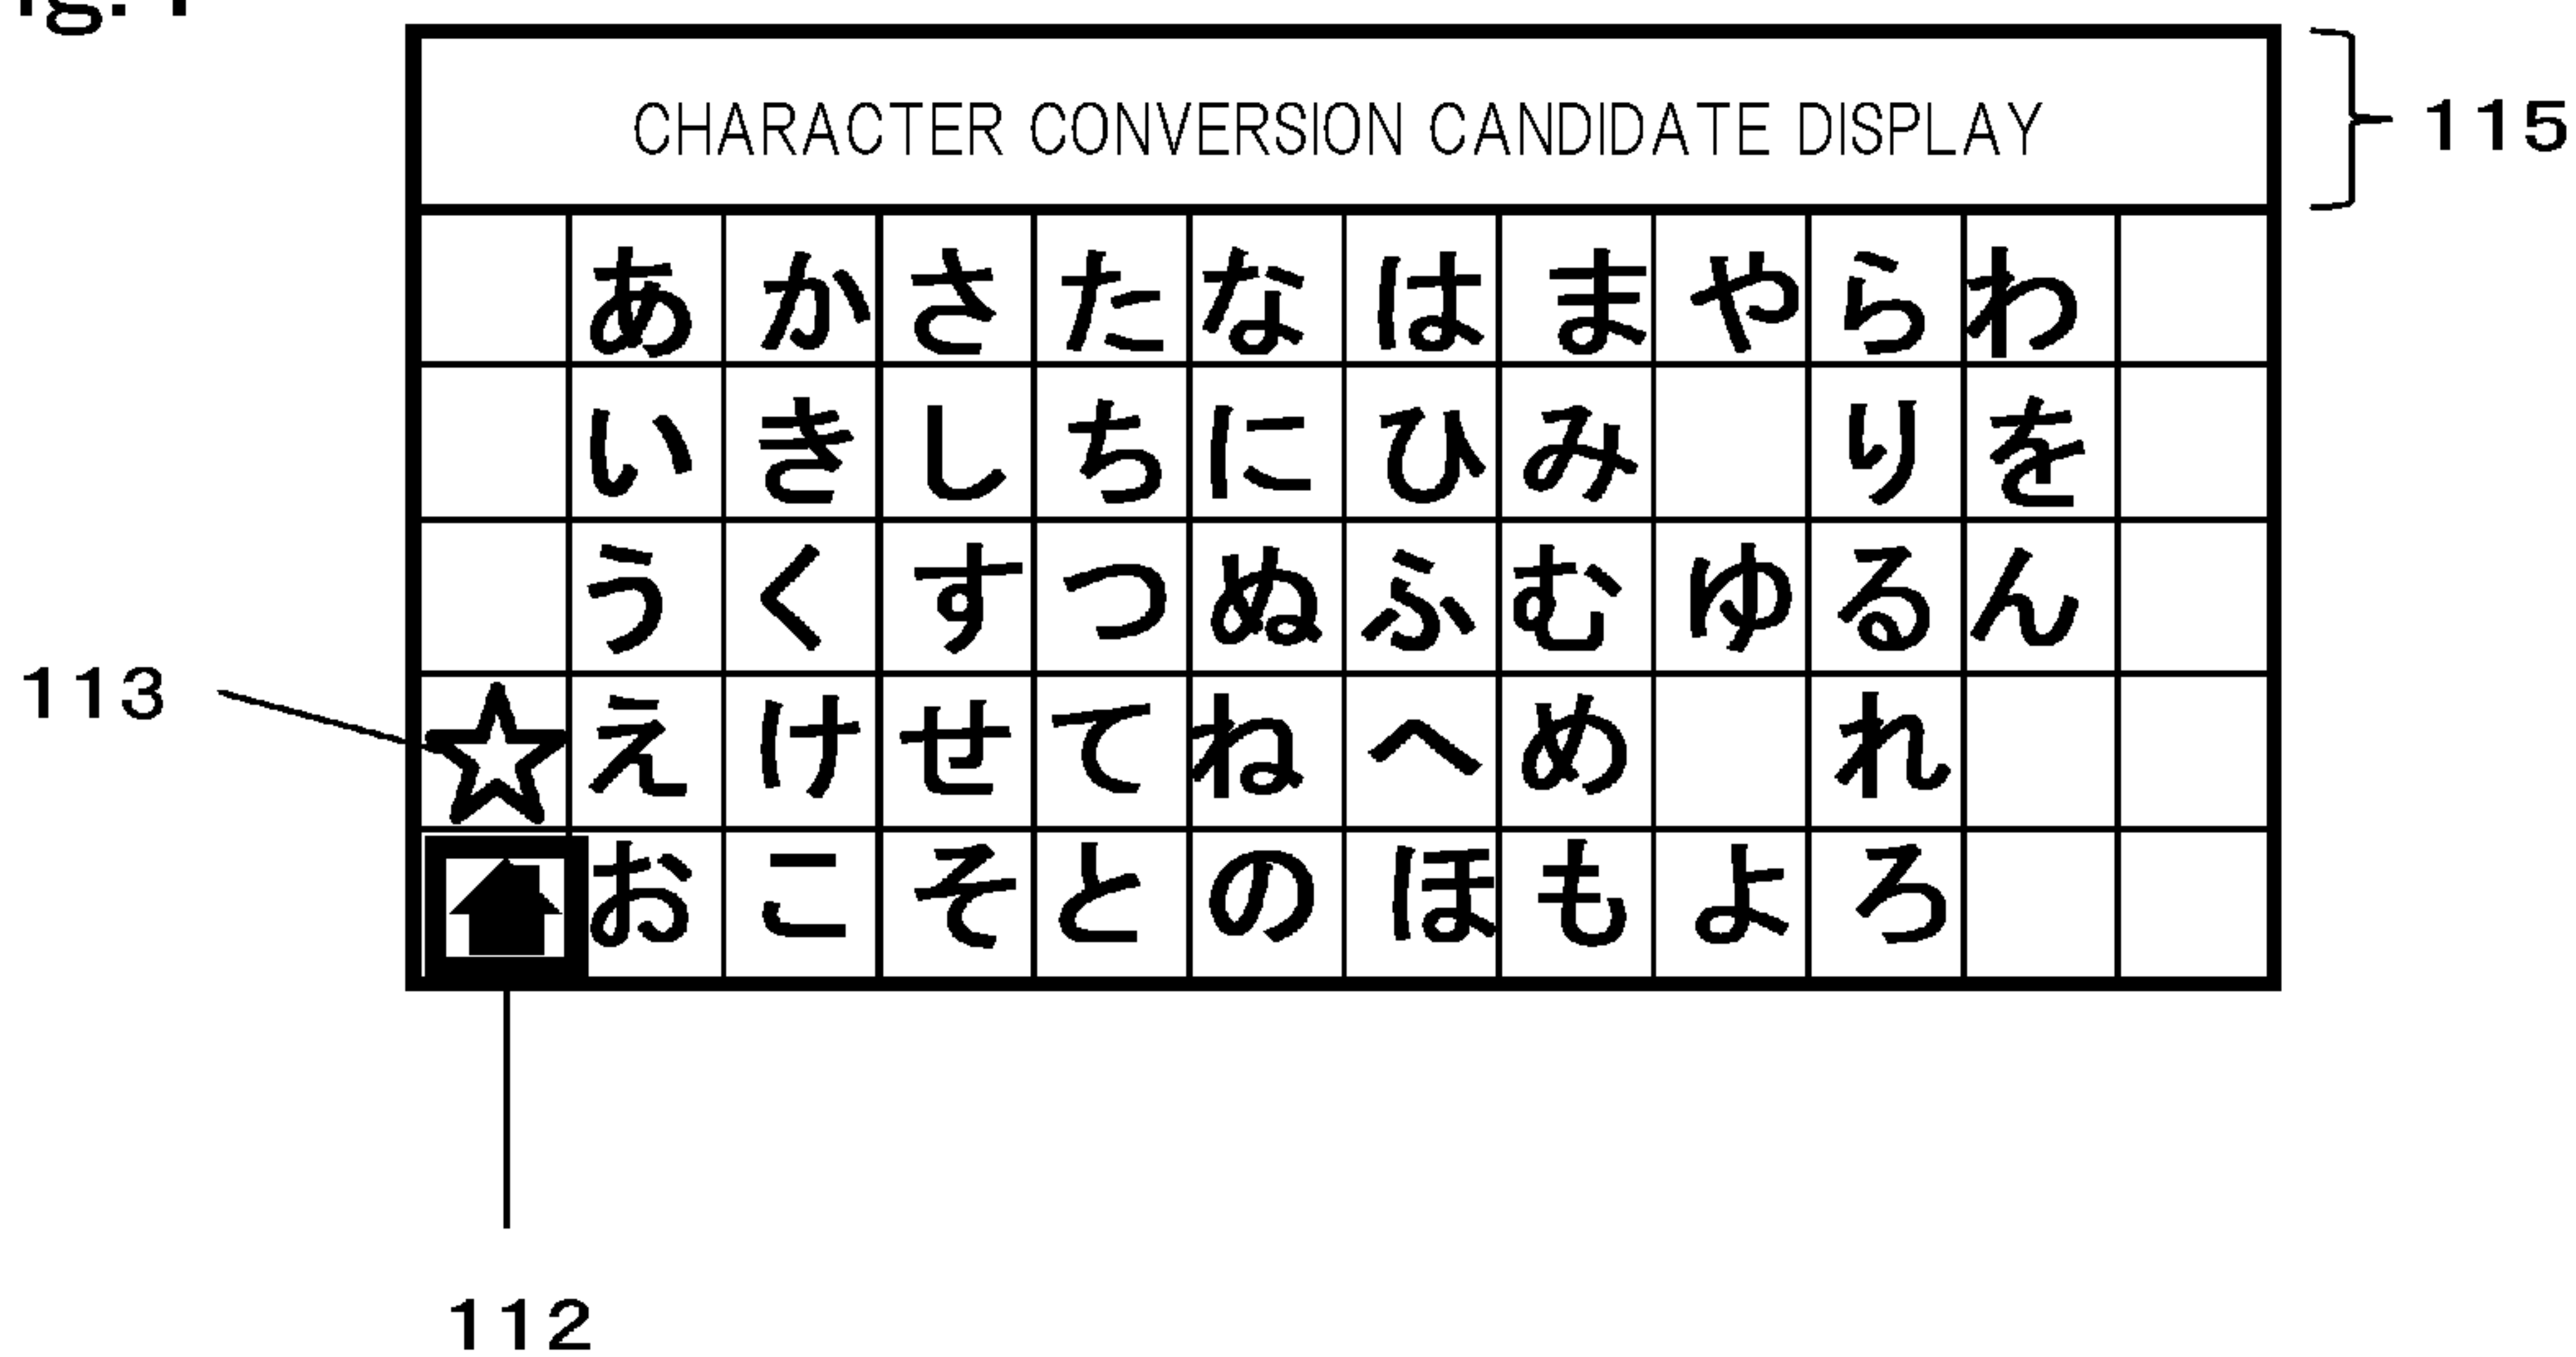 CHARACTER CONVERSION CANDIDATE DISPLAY
115
あ か さ た な は ま や ら わ
い き し ち に ひ み り を
う く す つ ぬ ふ む ゆ る ん
113
え け せ て ね へ め れ
お こ そ と の ほ も よ ろ
112